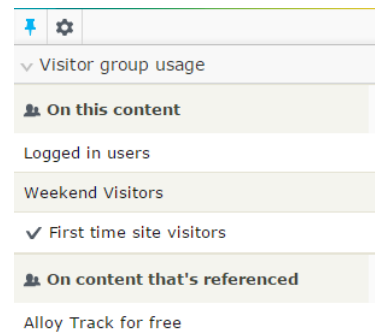 Visitor group usage
On this content
Logged in users
Weekend Visitors
First time site visitors
On content that's referenced
Alloy Track for free